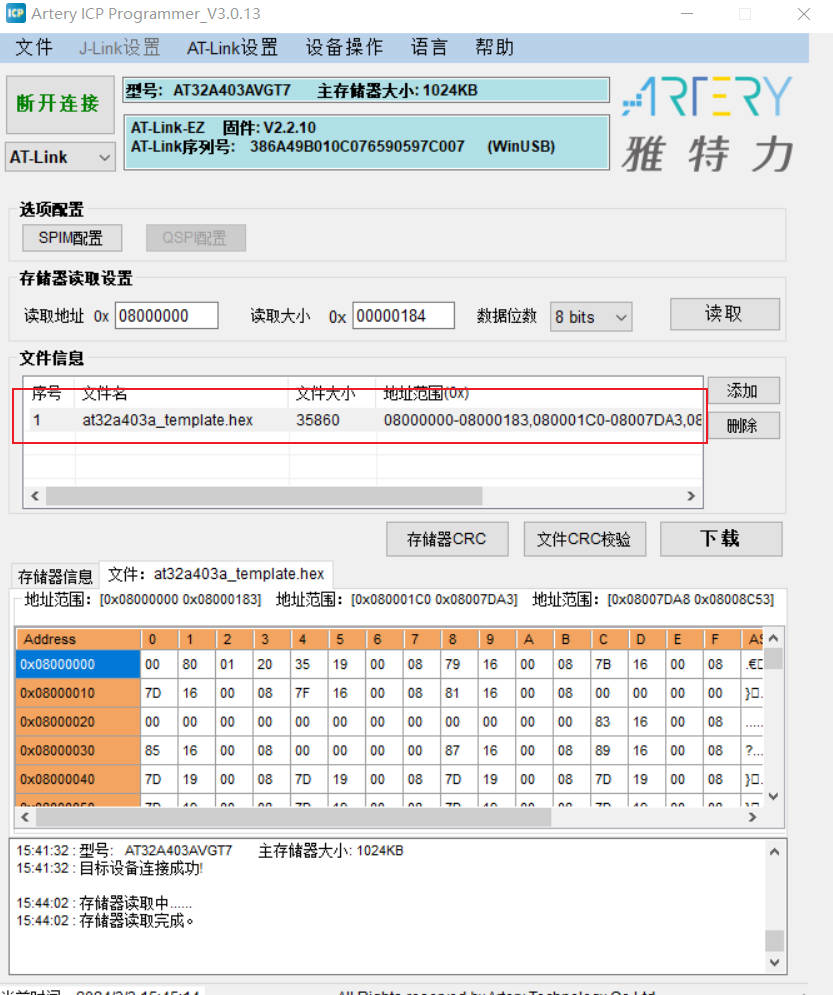 Artery ICP Programmer_V3.0.13
文件 J-Link设置 AT-Link设置 设备操作 语言 帮助
断开连接
型号: AT32A403AVGT7 主存储器大小: 1024KB
ARTERY
AT-Link-EZ 固件: V2.2.10
AT-Link序列号: 386A49B010C076590597C007 (WinUSB)
AT-Link
雅特力
选项配置
SPIM配置 QSPI配置
存储器读取设置
读取地址 0x 08000000 读取大小 0x 00000184 数据位数 8 bits 读取
文件信息
序号 文件名 文件大小 地址范围(0x) 添加
1 at32a403a_template.hex 35860 08000000-08000183,080001C0-08007DA3,08 删除
存储器CRC 文件CRC校验 下载
存储器信息 文件: at32a403a_template.hex
地址范围: [0x08000000 0x08000183] 地址范围: [0x080001C0 0x08007DA3] 地址范围: [0x08007DA8 0x08008C53]
Address 0 1 2 3 4 5 6 7 8 9 A B C D E F AS
0x08000000 00 80 01 20 35 19 00 08 79 16 00 08 7B 16 00 08 .€
0x08000010 7D 16 00 08 7F 16 00 08 81 16 00 08 00 00 00 00 }□.
0x08000020 00 00 00 00 00 00 00 00 00 00 00 00 83 16 00 08 .....
0x08000030 85 16 00 08 00 00 00 00 87 16 00 08 89 16 00 08 ?...
0x08000040 7D 19 00 08 7D 19 00 08 7D 19 00 08 7D 19 00 08 }□.
15:41:32 : 型号: AT32A403AVGT7 主存储器大小: 1024KB
15:41:32 : 目标设备连接成功!
15:44:02 : 存储器读取中......
15:44:02 : 存储器读取完成。